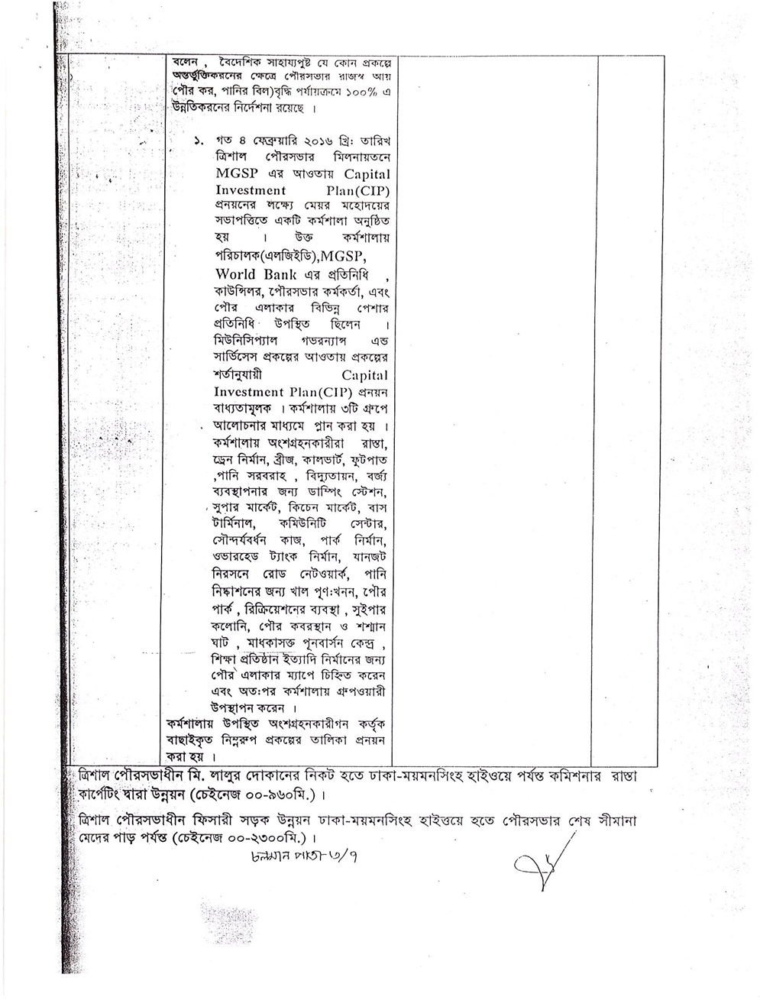 বলেন , বৈদেশিক সাহায্যপুষ্ট যে কোন প্রকল্পে
অন্তর্ভুক্তিকরনের ক্ষেত্রে পৌরসভার রাজস্ব আয়
পৌর কর, পানির বিল)বৃদ্ধি পর্যায়ক্রমে ১০০% এ
উন্নতিকরনের নির্দেশনা রয়েছে ।
১. গত ৪ ফেব্রুয়ারি ২০১৬ খ্রি: তারিখ
ত্রিশাল পৌরসভার মিলনায়তনে
MGSP এর আওতায় Capital
Investment Plan(CIP)
প্রনয়নের লক্ষ্যে মেয়র মহোদয়ের
সভাপত্তিতে একটি কর্মশালা অনুষ্ঠিত
হয় । উক্ত কর্মশালায়
পরিচালক(এলজিইডি),MGSP,
World Bank এর প্রতিনিধি ,
কাউন্সিলর, পৌরসভার কর্মকর্তা, এবং
পৌর এলাকার বিভিন্ন পেশার
প্রতিনিধি উপস্থিত ছিলেন ।
মিউনিসিপ্যাল গভরন্যান্স এন্ড
সার্ভিসেস প্রকল্পের আওতায় প্রকল্পের
শর্তানুযায়ী Capital
Investment Plan(CIP) প্রনয়ন
বাধ্যতামূলক । কর্মশালায় ৩টি গ্রুপে
আলোচনার মাধ্যমে প্লান করা হয় ।
কর্মশালায় অংশগ্রহনকারীরা রাস্তা,
ড্রেন নির্মান, ব্রীজ, কালভার্ট, ফুটপাত
,পানি সরবরাহ , বিদ্যুতায়ন, বর্জ্য
ব্যবস্থাপনার জন্য ডাম্পিং স্টেশন,
সুপার মার্কেট, কিচেন মার্কেট, বাস
টার্মিনাল, কমিউনিটি সেন্টার,
সৌন্দর্যবর্ধন কাজ, পার্ক নির্মান,
ওভারহেড ট্যাংক নির্মান, যানজট
নিরসনে রোড নেটওয়ার্ক, পানি
নিষ্কাশনের জন্য খাল পূণ:খনন, পৌর
পার্ক , রিক্রিয়েশনের ব্যবস্থা , সুইপার
কলোনি, পৌর কবরস্থান ও শশ্মান
ঘাট , মাধকাসক্ত পূনবার্সন কেন্দ্র ,
শিক্ষা প্রতিষ্ঠান ইত্যাদি নির্মানের জন্য
পৌর এলাকার ম্যাপে চিহ্নিত করেন
এবং অত:পর কর্মশালায় গ্রুপওয়ারী
উপস্থাপন করেন ।
কর্মশালায় উপস্থিত অংশগ্রহনকারীগন কর্তৃক
বাছাইকৃত নিম্নরুপ প্রকল্পের তালিকা প্রনয়ন
করা হয় ।
ত্রিশাল পৌরসভাধীন মি. লালুর দোকানের নিকট হতে ঢাকা-ময়মনসিংহ হাইওয়ে পর্যন্ত কমিশনার রাস্তা
কার্পেটিং দ্বারা উন্নয়ন (চেইনেজ ০০-৯৬০মি.) ।
ত্রিশাল পৌরসভাধীন ফিসারী সড়ক উন্নয়ন ঢাকা-ময়মনসিংহ হাইওয়ে হতে পৌরসভার শেষ সীমানা
মেদের পাড় পর্যন্ত (চেইনেজ ০০-২৩০০মি.) ।
চলমান পাতা-৩/৭